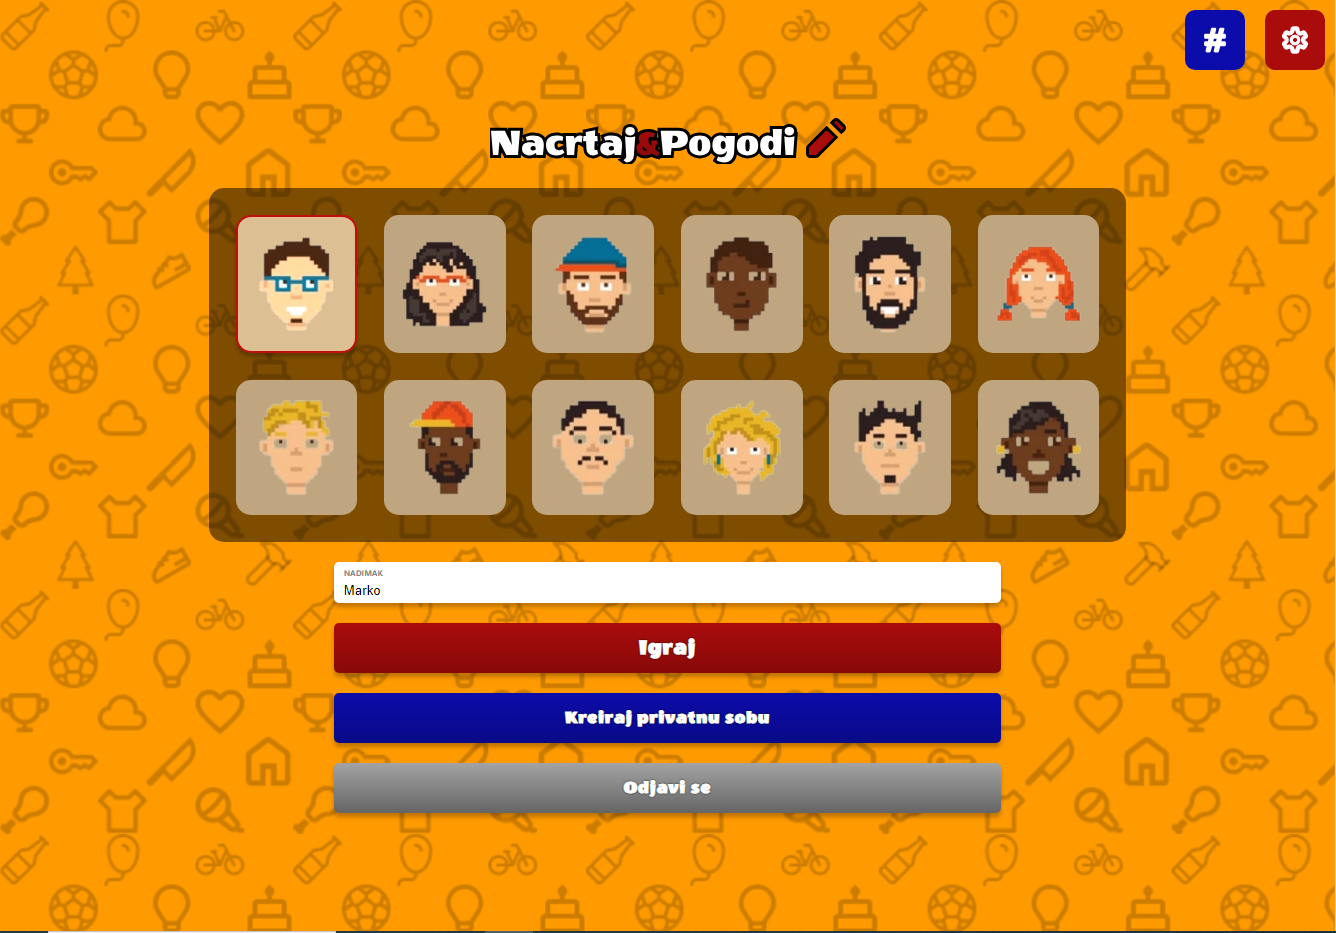 #
Nacrtaj&Pogodi
NADIMAK
Marko
Igraj
Kreiraj privatnu sobu
Odjavi se